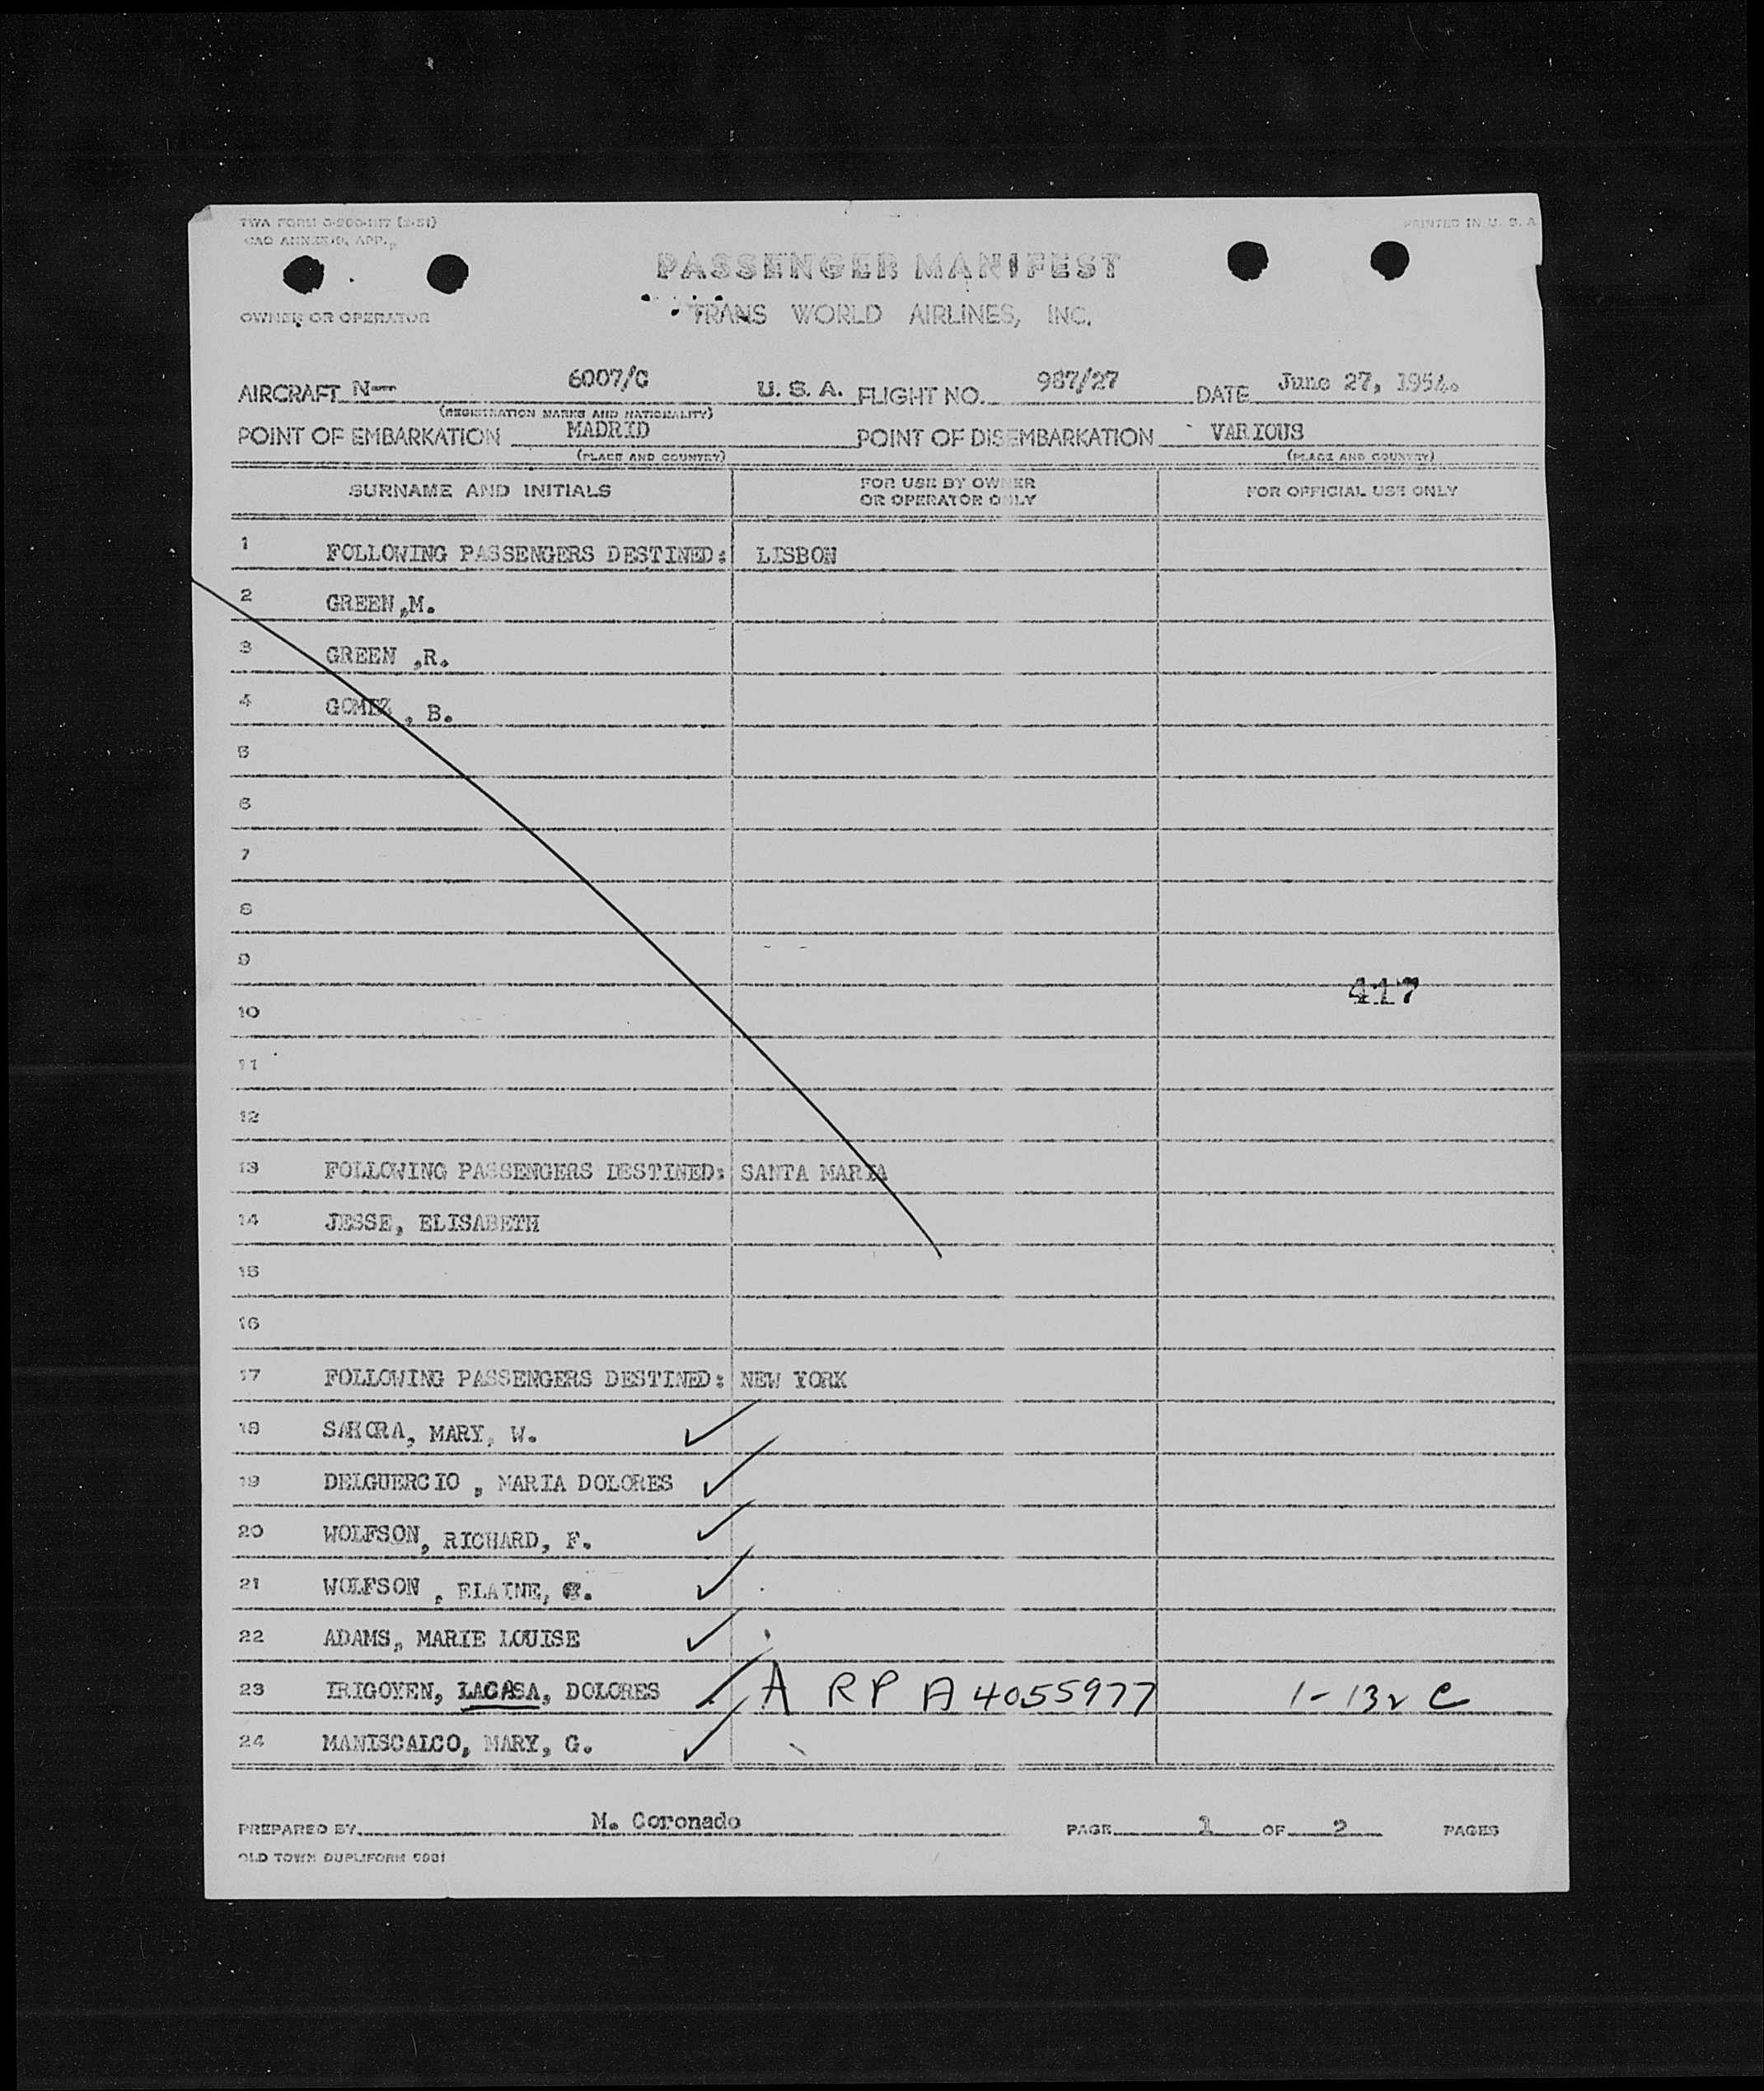 TWA FORM
PRINTED IN U. S. A.
ICAO ANNEX 9, APP.
PASSENGER MANIFEST
OWNER OR OPERATOR
TRANS WORLD AIRLINES, INC.
AIRCRAFT N— 6007/C U. S. A. FLIGHT NO. 967/27 DATE June 27, 1954.
(REGISTRATION MARKS AND NATIONALITY)
POINT OF EMBARKATION MADRID POINT OF DISEMBARKATION VARIOUS
(PLACE AND COUNTRY) (PLACE AND COUNTRY)
SURNAME AND INITIALS FOR USE BY OWNER OR OPERATOR ONLY FOR OFFICIAL USE ONLY
1 FOLLOWING PASSENGERS DESTINED: LISBON
2 GREEN,M.
3 GREEN ,R.
4 GOMEZ , B.
5
6
7
8
9
417
10
11
12
13 FOLLOWING PASSENGERS DESTINED: SANTA MARIA
14 JESSE, ELISABETH
15
16
17 FOLLOWING PASSENGERS DESTINED: NEW YORK
18 MARY, W.
19 DELGUERCIO , MARIA DOLORES
20 WOLFSON, RICHARD, F.
21 WOLFSON , ELAINE,
22 ADAMS, MARIE LOUISE
23 IRIGOYEN, LACASA, DOLORES A RP A4055977 1-13
24 MANISCALCO, MARY, G.
PREPARED BY M. Coronado PAGE 1 OF 2 PAGES
OLD TOWN DUPLIFORM